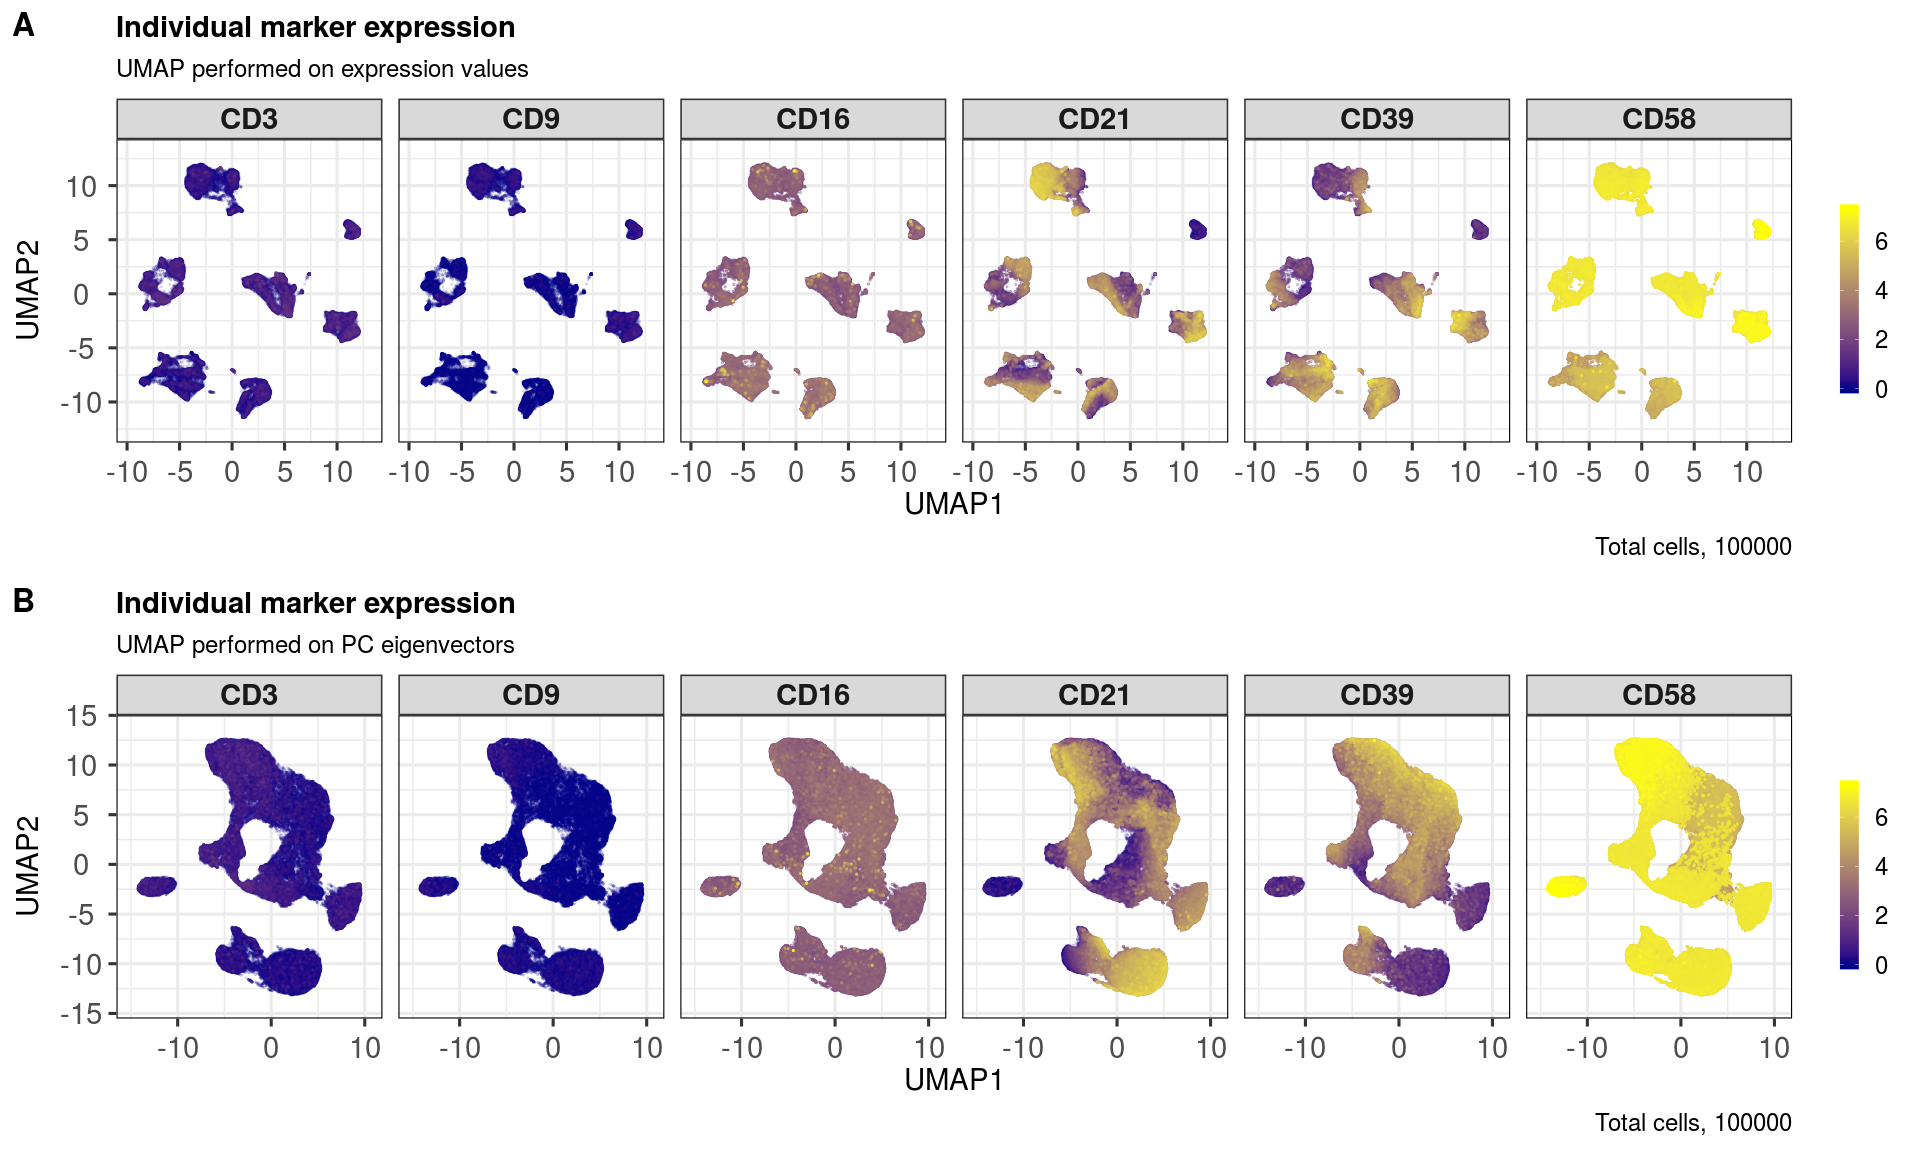 A
Individual marker expression
UMAP performed on expression values
CD3 CD9 CD16 CD21 CD39 CD58
10
5
0
-5
-10
UMAP2
6
4
2
0
-10 -5 0 5 10 -10 -5 0 5 10 -10 -5 0 5 10 -10 -5 0 5 10 -10 -5 0 5 10 -10 -5 0 5 10
UMAP1
Total cells, 100000
B
Individual marker expression
UMAP performed on PC eigenvectors
CD3 CD9 CD16 CD21 CD39 CD58
15
10
5
0
-5
-10
-15
UMAP2
6
4
2
0
-10 0 10 -10 0 10 -10 0 10 -10 0 10 -10 0 10 -10 0 10
UMAP1
Total cells, 100000